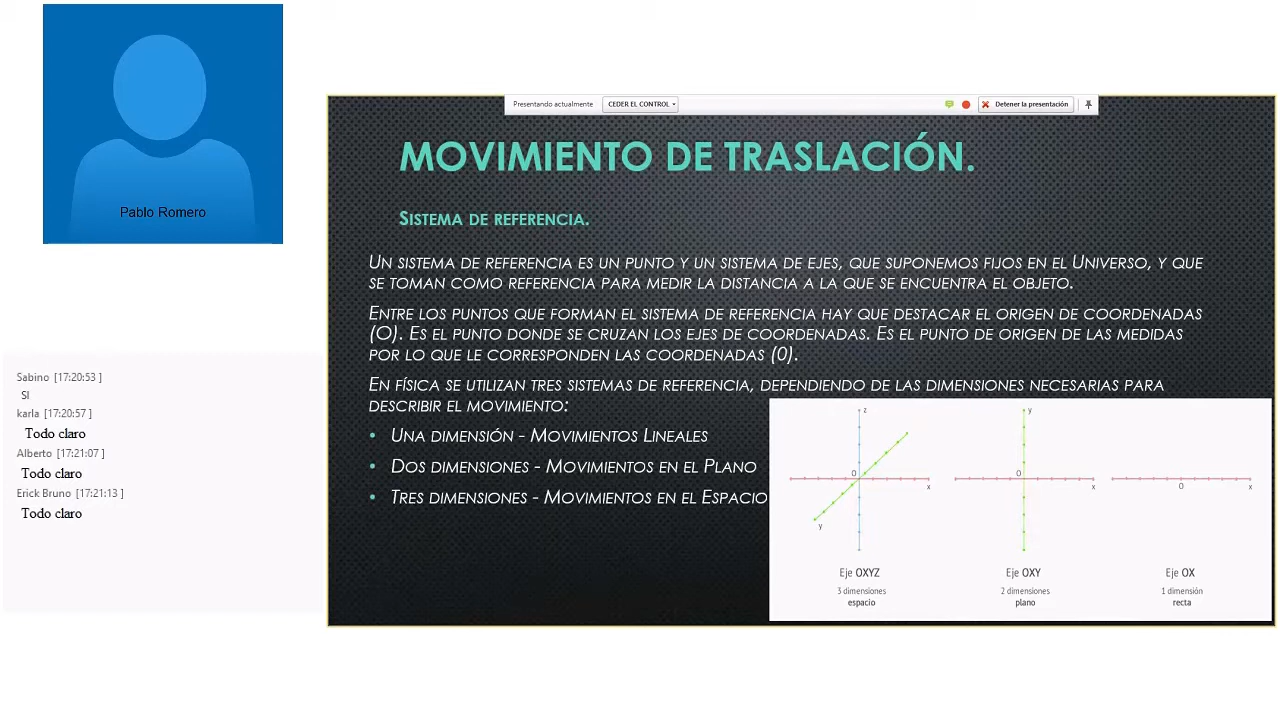 Pablo Romero
Sabino [17:20:53 ]
SI
karla [17:20:57 ]
Todo claro
Alberto [17:21:07 ]
Todo claro
Erick Bruno [17:21:13 ]
Todo claro
Presentando actualmente CEDER EL CONTROL Detener la presentación
MOVIMIENTO DE TRASLACIÓN.
SISTEMA DE REFERENCIA.
UN SISTEMA DE REFERENCIA ES UN PUNTO Y UN SISTEMA DE EJES, QUE SUPONEMOS FIJOS EN EL UNIVERSO, Y QUE
SE TOMAN COMO REFERENCIA PARA MEDIR LA DISTANCIA A LA QUE SE ENCUENTRA EL OBJETO.
ENTRE LOS PUNTOS QUE FORMAN EL SISTEMA DE REFERENCIA HAY QUE DESTACAR EL ORIGEN DE COORDENADAS
(O). ES EL PUNTO DONDE SE CRUZAN LOS EJES DE COORDENADAS. ES EL PUNTO DE ORIGEN DE LAS MEDIDAS
POR LO QUE LE CORRESPONDEN LAS COORDENADAS (0).
EN FÍSICA SE UTILIZAN TRES SISTEMAS DE REFERENCIA, DEPENDIENDO DE LAS DIMENSIONES NECESARIAS PARA
DESCRIBIR EL MOVIMIENTO:
• UNA DIMENSIÓN - MOVIMIENTOS LINEALES
• DOS DIMENSIONES - MOVIMIENTOS EN EL PLANO
• TRES DIMENSIONES - MOVIMIENTOS EN EL ESPACIO
z
O
x
y
Eje OXYZ
3 dimensiones
espacio
y
O
x
Eje OXY
2 dimensiones
plano
O
x
Eje OX
1 dimensión
recta